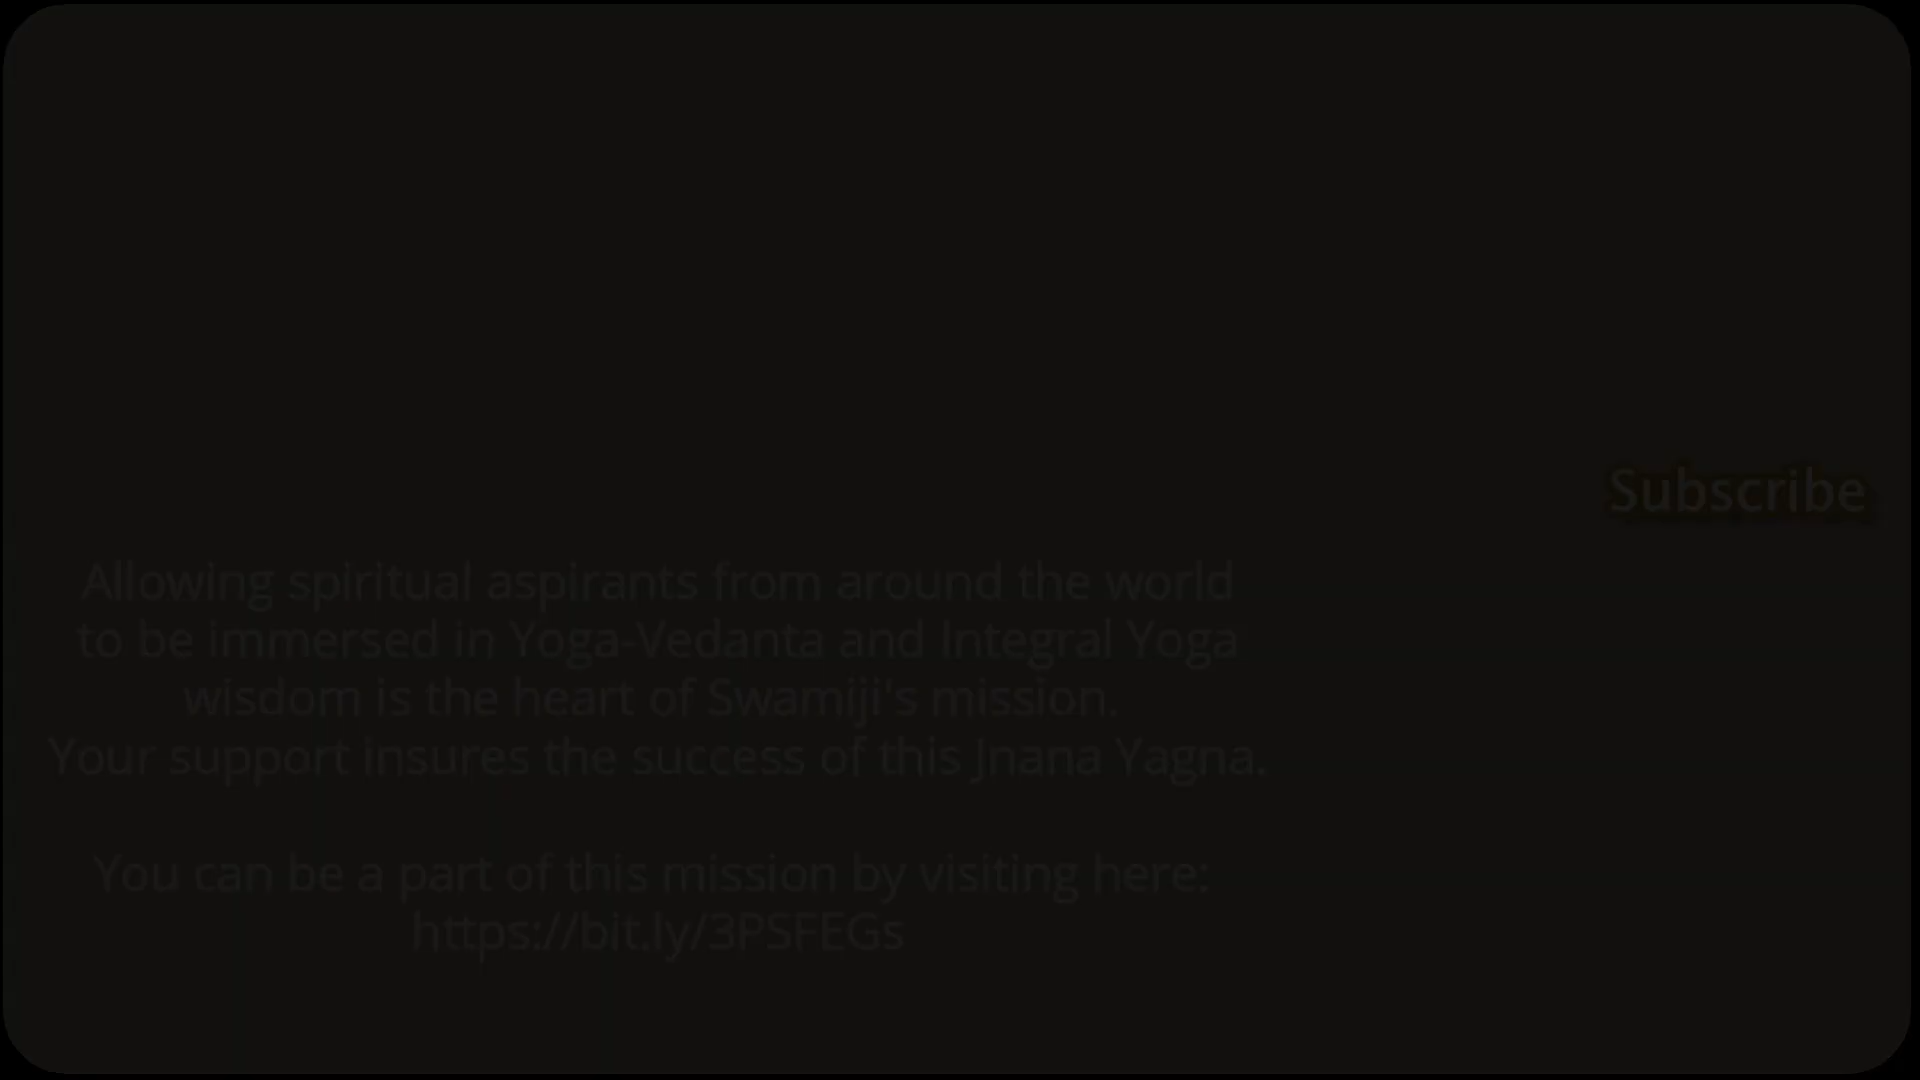 Subscribe
Allowing spiritual aspirants from around the world
to be immersed in Yoga-Vedanta and Integral Yoga
wisdom is the heart of Swamiji's mission.
Your support insures the success of this Jnana Yagna.
You can be a part of this mission by visiting here:
https://bit.ly/3PSFEGs